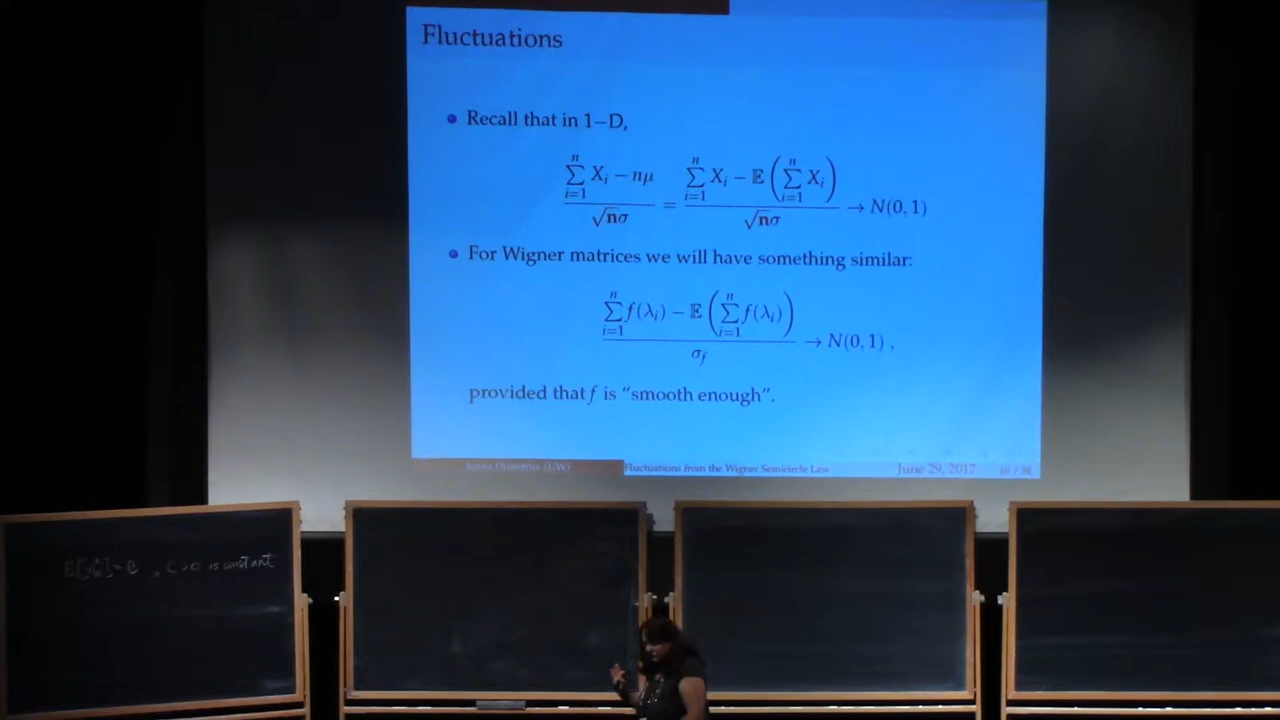 Fluctuations
Recall that in 1−D,
\frac{\sum_{i=1}^{n} X_i - n\mu}{\sqrt{n}\sigma} = \frac{\sum_{i=1}^{n} X_i - \mathbb{E}\left(\sum_{i=1}^{n} X_i\right)}{\sqrt{n}\sigma} \to N(0,1)
For Wigner matrices we will have something similar:
\frac{\sum_{i=1}^{n} f(\lambda_i) - \mathbb{E}\left(\sum_{i=1}^{n} f(\lambda_i)\right)}{\sigma_f} \to N(0,1) ,
provided that f is “smooth enough”.
Ioana Dumitriu (UW) Fluctuations from the Wigner Semicircle Law June 29, 2017
is constant